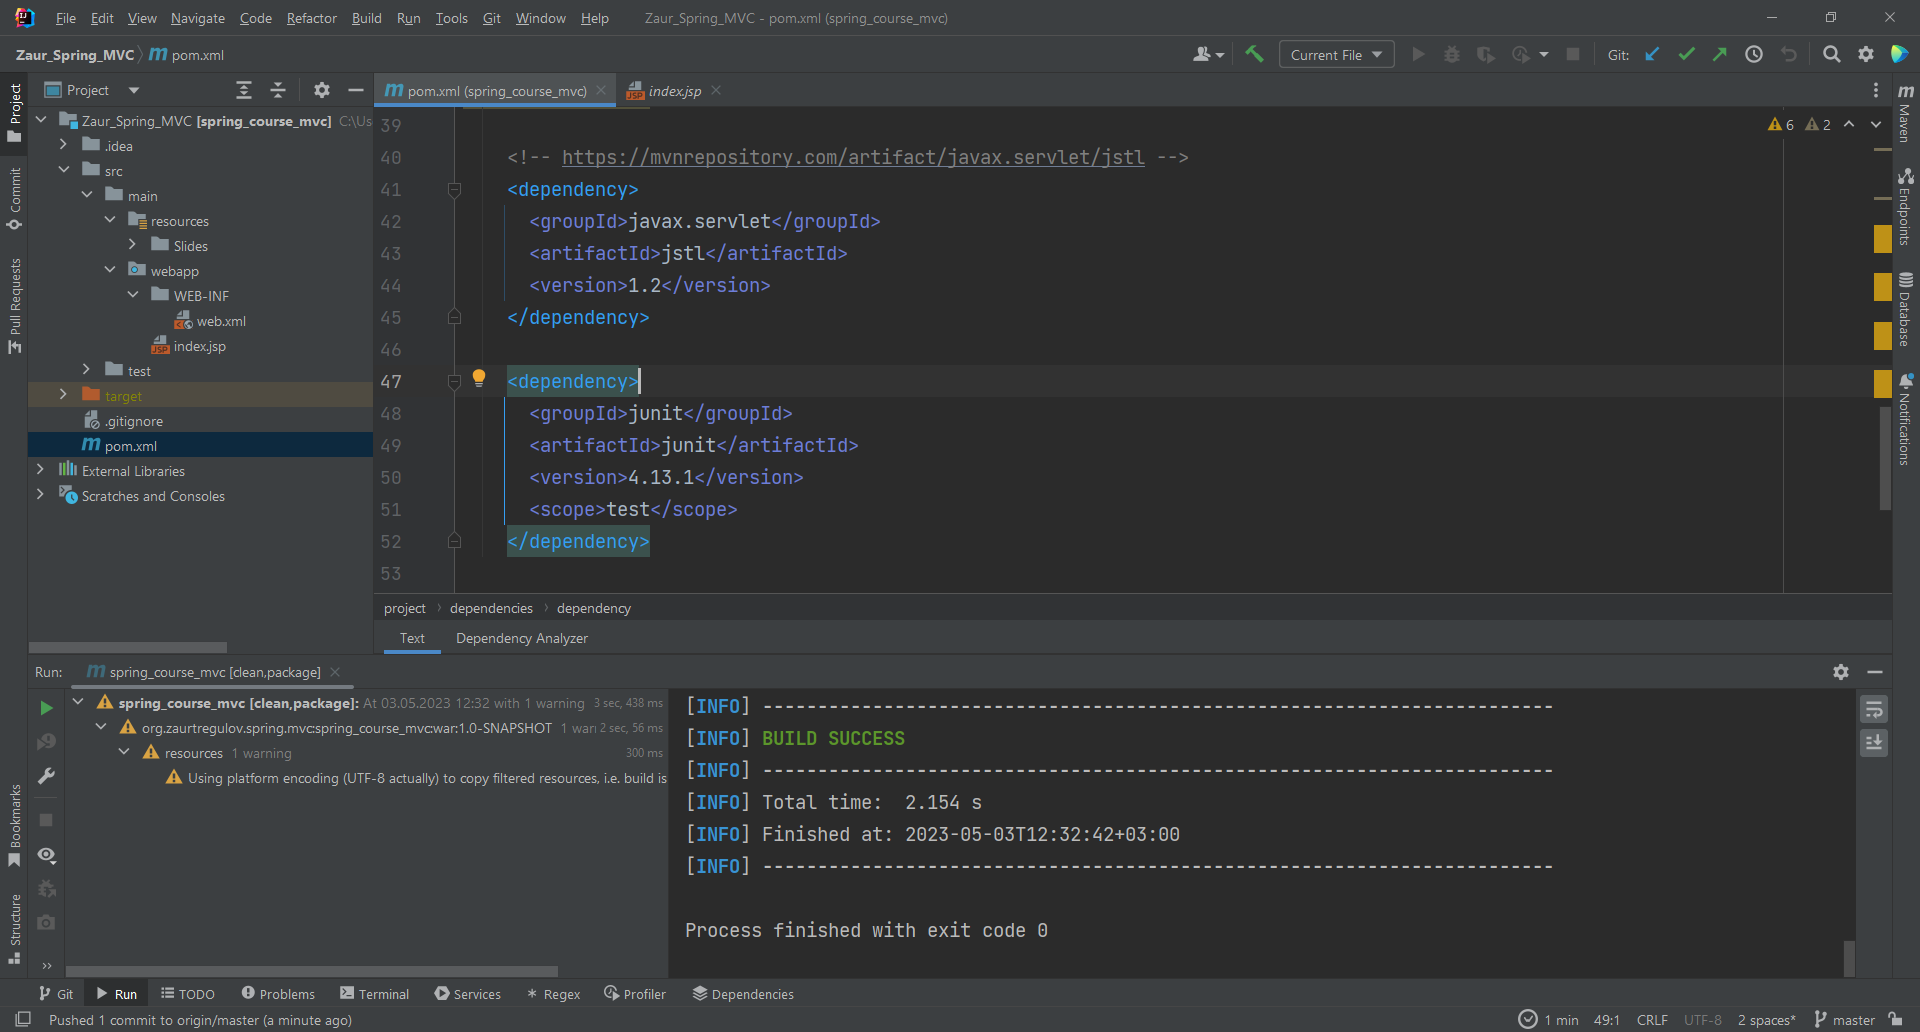 File Edit View Navigate Code Refactor Build Run Tools Git Window Help Zaur_Spring_MVC - pom.xml (spring_course_mvc)
Zaur_Spring_MVC m pom.xml Current File Git:
Project
pom.xml (spring_course_mvc) index.jsp
Zaur_Spring_MVC [spring_course_mvc] C:\Us
.idea
src
main
resources
Slides
webapp
WEB-INF
web.xml
index.jsp
test
target
.gitignore
pom.xml
External Libraries
Scratches and Consoles
Project
Commit
Pull Requests
Bookmarks
Structure
6 2
39
40 <!-- https://mvnrepository.com/artifact/javax.servlet/jstl -->
41 <dependency>
42 <groupId>javax.servlet</groupId>
43 <artifactId>jstl</artifactId>
44 <version>1.2</version>
45 </dependency>
46
47 <dependency>
48 <groupId>junit</groupId>
49 <artifactId>junit</artifactId>
50 <version>4.13.1</version>
51 <scope>test</scope>
52 </dependency>
53
project dependencies dependency
Text Dependency Analyzer
Maven
Endpoints
Database
Notifications
Run: spring_course_mvc [clean,package]
spring_course_mvc [clean,package]: At 03.05.2023 12:32 with 1 warning 3 sec, 438 ms
org.zaurtregulov.spring.mvc:spring_course_mvc:war:1.0-SNAPSHOT 1 warı 2 sec, 56 ms
resources 1 warning 300 ms
Using platform encoding (UTF-8 actually) to copy filtered resources, i.e. build is
[INFO] ------------------------------------------------------------------------
[INFO] BUILD SUCCESS
[INFO] ------------------------------------------------------------------------
[INFO] Total time:  2.154 s
[INFO] Finished at: 2023-05-03T12:32:42+03:00
[INFO] ------------------------------------------------------------------------
Process finished with exit code 0
Git Run TODO Problems Terminal Services Regex Profiler Dependencies
Pushed 1 commit to origin/master (a minute ago) 1 min 49:1 CRLF UTF-8 2 spaces* master